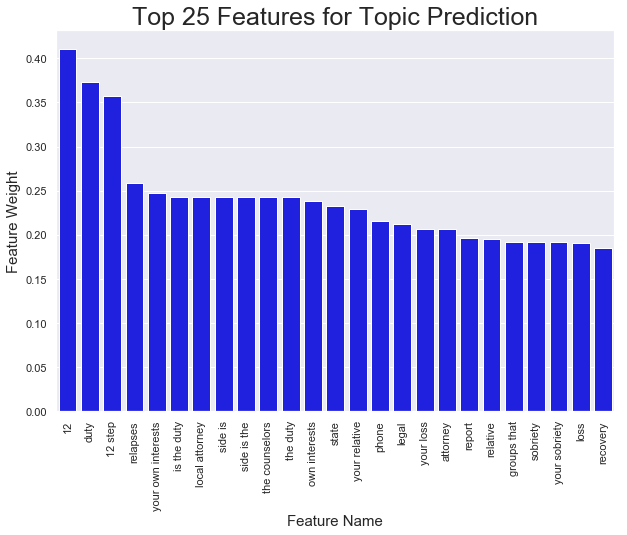 Top 25 Features for Topic Prediction
Feature Weight
0.40
0.35
0.30
0.25
0.20
0.15
0.10
0.05
0.00
12
duty
12 step
relapses
your own interests
is the duty
local attorney
side is
side is the
the counselors
the duty
own interests
state
your relative
phone
legal
your loss
attorney
report
relative
groups that
sobriety
your sobriety
loss
recovery
Feature Name